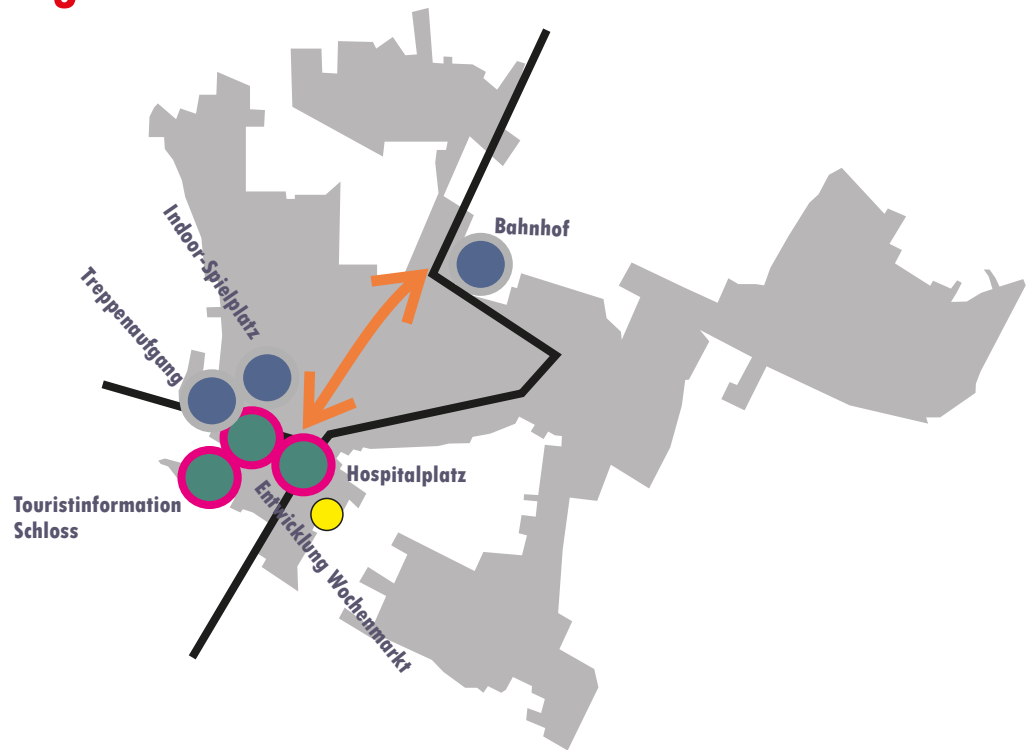 Bahnhof
Indoor-Spielplatz
Treppenaufgang
Hospitalplatz
Touristinformation
Schloss
Entwicklung Wochenmarkt